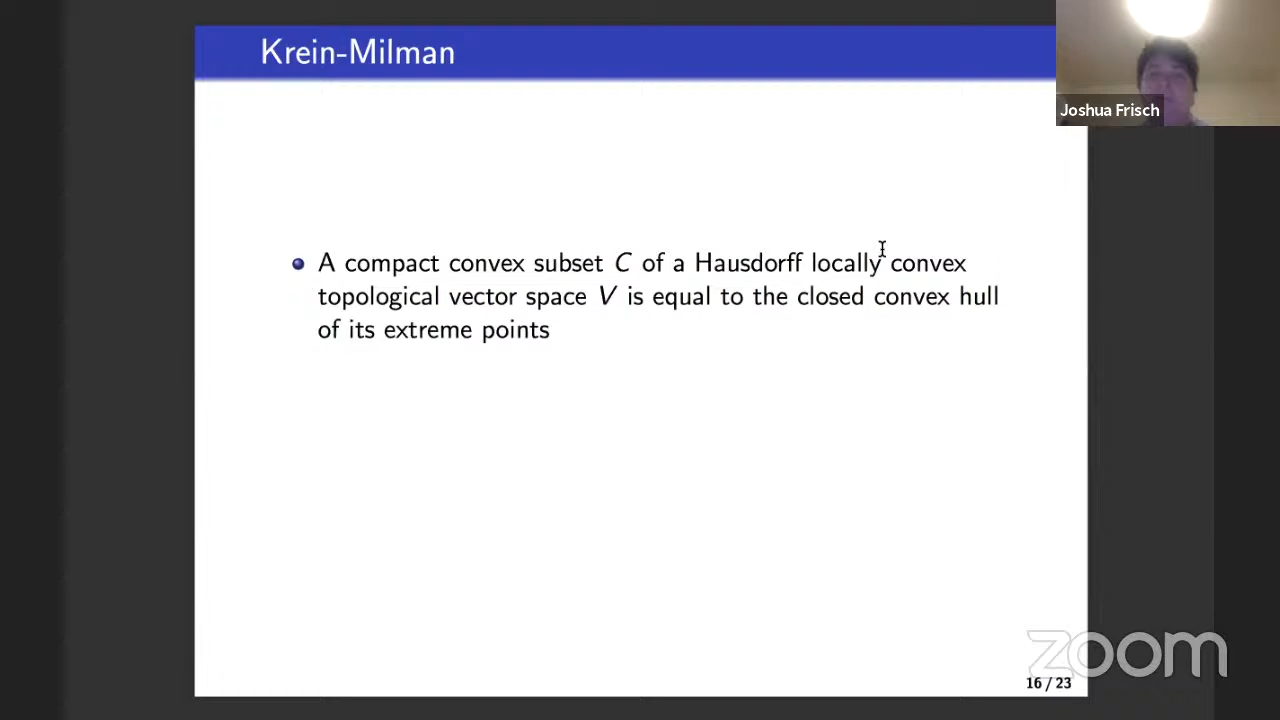 Krein-Milman
Joshua Frisch
A compact convex subset C of a Hausdorff locally convex
topological vector space V is equal to the closed convex hull
of its extreme points
zoom
16 / 23